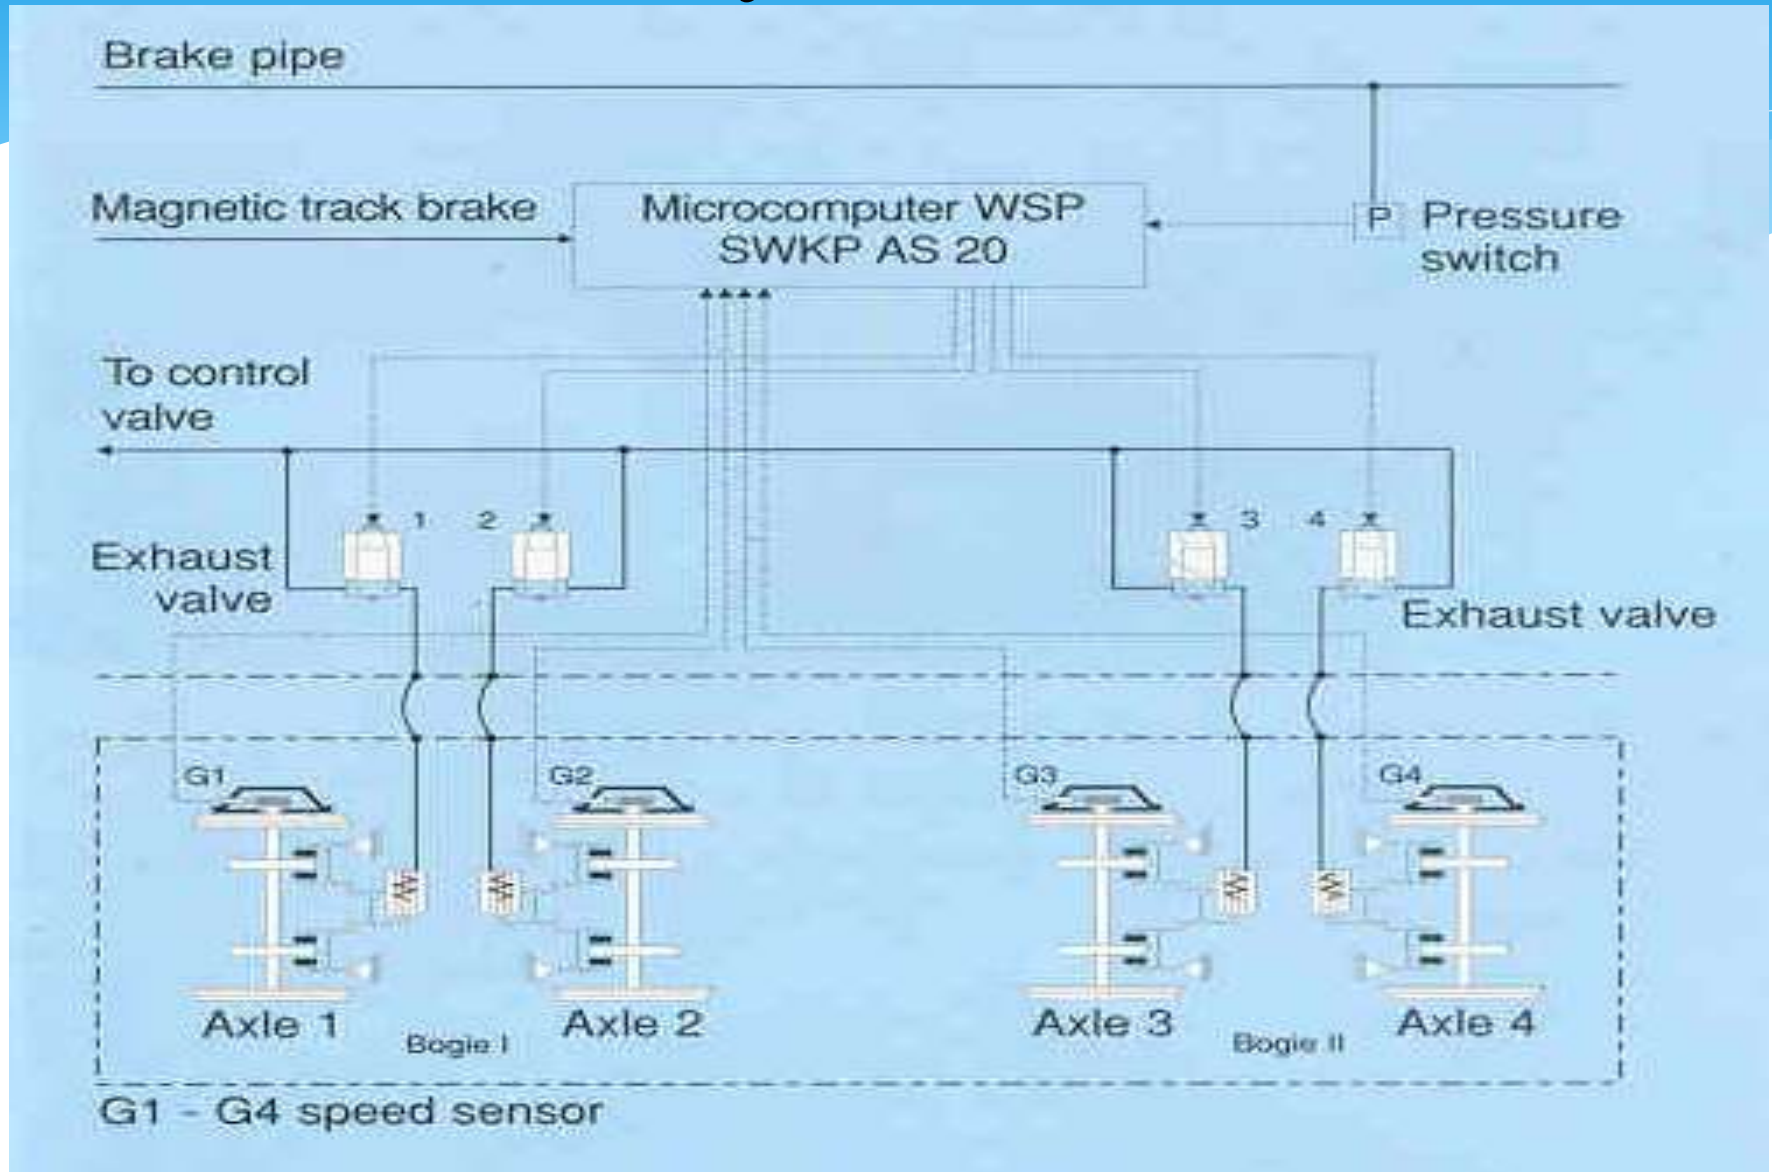 Brake pipe
Magnetic track brake
Microcomputer WSP
SWKP AS 20
P
Pressure
switch
To control
valve
1
2
3
4
Exhaust
valve
Exhaust valve
G1
G2
G3
G4
Axle 1
Bogie I
Axle 2
Axle 3
Bogie II
Axle 4
G1 - G4 speed sensor